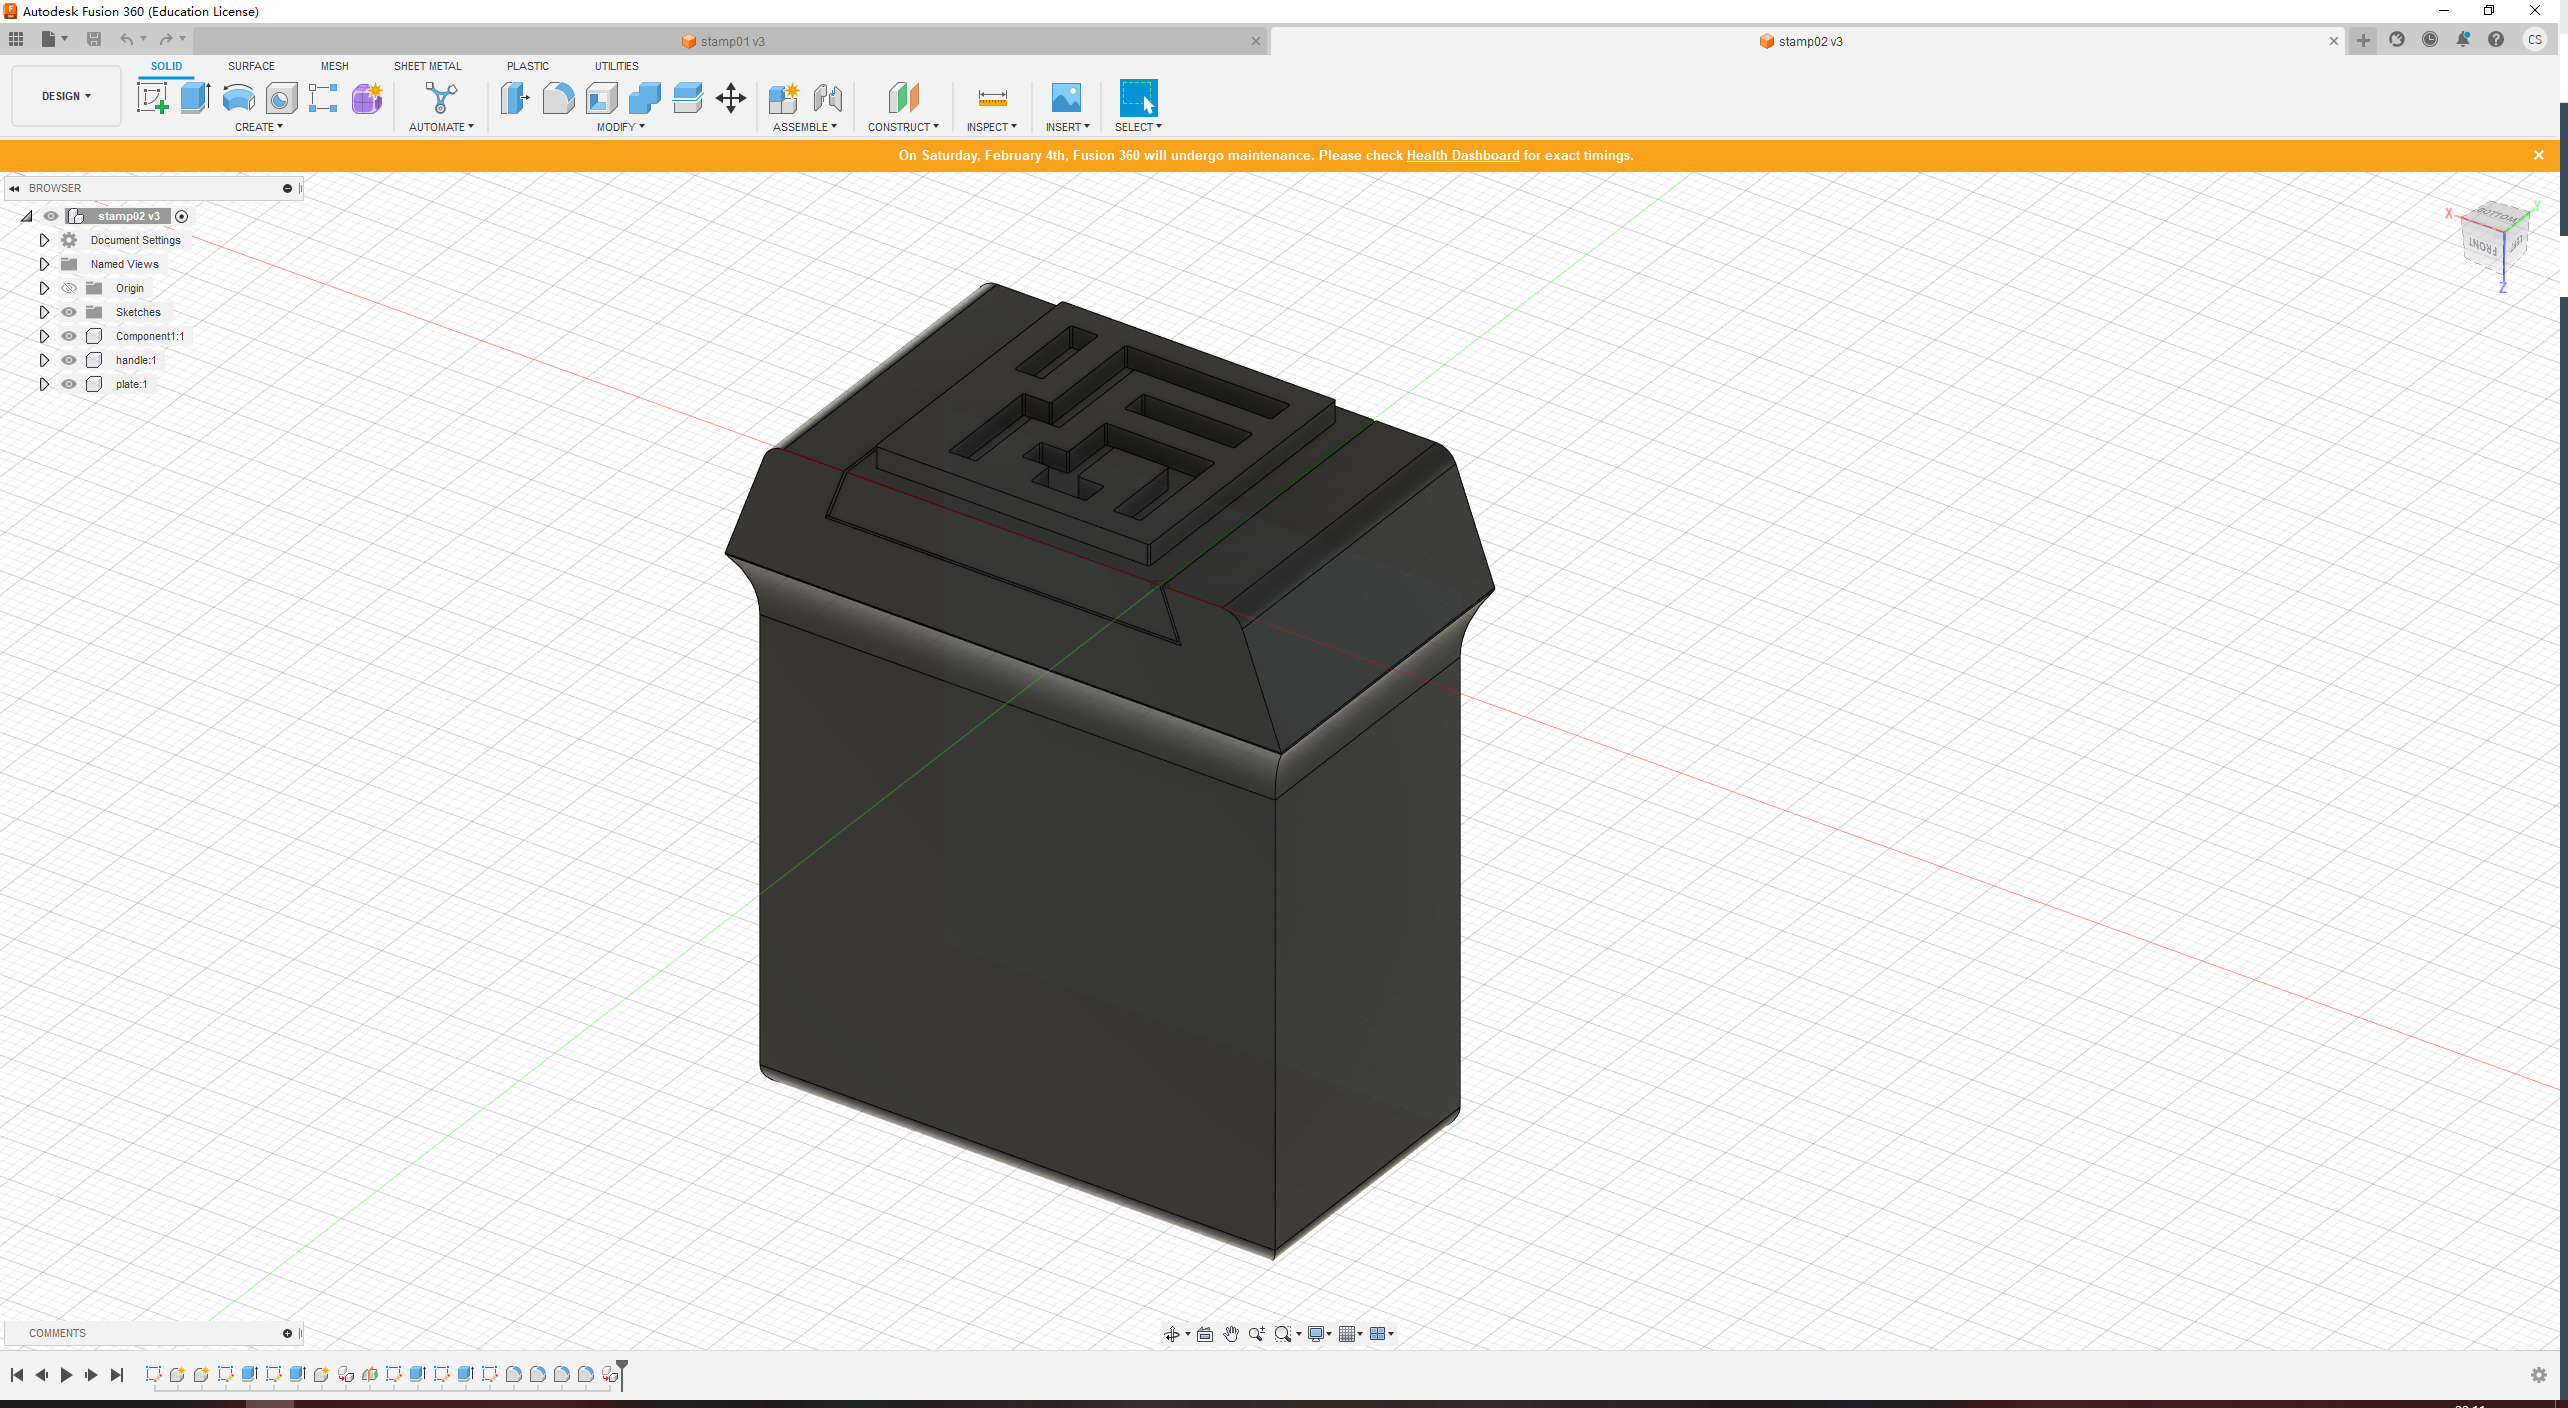 Autodesk Fusion 360 (Education License)
stamp01 v3
stamp02 v3
CS
DESIGN
SOLID
SURFACE
MESH
SHEET METAL
PLASTIC
UTILITIES
CREATE
AUTOMATE
MODIFY
ASSEMBLE
CONSTRUCT
INSPECT
INSERT
SELECT
On Saturday, February 4th, Fusion 360 will undergo maintenance. Please check Health Dashboard for exact timings.
BROWSER
stamp02 v3
Document Settings
Named Views
Origin
Sketches
Component1:1
handle:1
plate:1
X
Y
BOTTOM
FRONT
LEFT
Z
COMMENTS